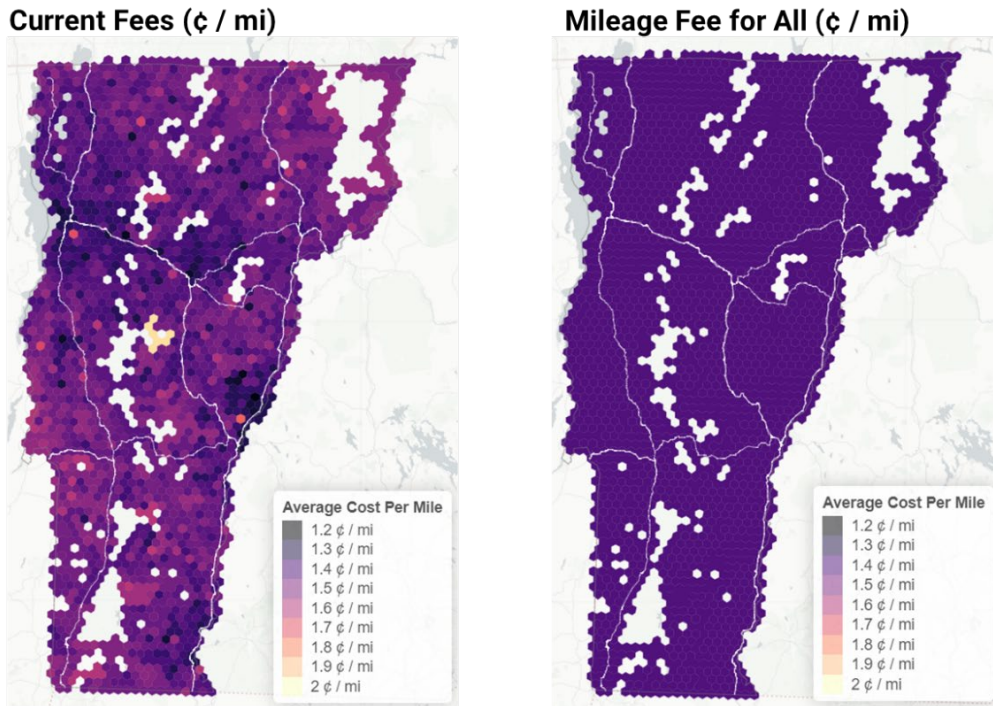 Current Fees (¢ / mi)
Mileage Fee for All (¢ / mi)
Average Cost Per Mile
1.2 ¢ / mi
1.3 ¢ / mi
1.4 ¢ / mi
1.5 ¢ / mi
1.6 ¢ / mi
1.7 ¢ / mi
1.8 ¢ / mi
1.9 ¢ / mi
2 ¢ / mi
Average Cost Per Mile
1.2 ¢ / mi
1.3 ¢ / mi
1.4 ¢ / mi
1.5 ¢ / mi
1.6 ¢ / mi
1.7 ¢ / mi
1.8 ¢ / mi
1.9 ¢ / mi
2 ¢ / mi